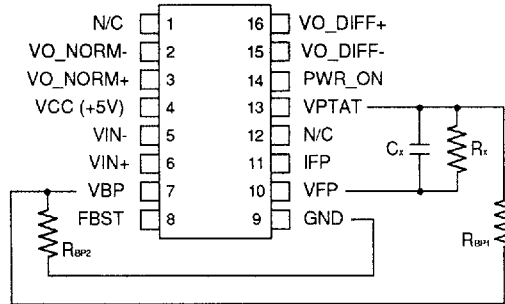 N/C 1 16 VO_DIFF+
VO_NORM- 2 15 VO_DIFF-
VO_NORM+ 3 14 PWR_ON
VCC (+5V) 4 13 VPTAT
VIN- 5 12 N/C
VIN+ 6 11 IFP
VBP 7 10 VFP
FBST 8 9 GND
Cx Rx
RBP2 RBP1